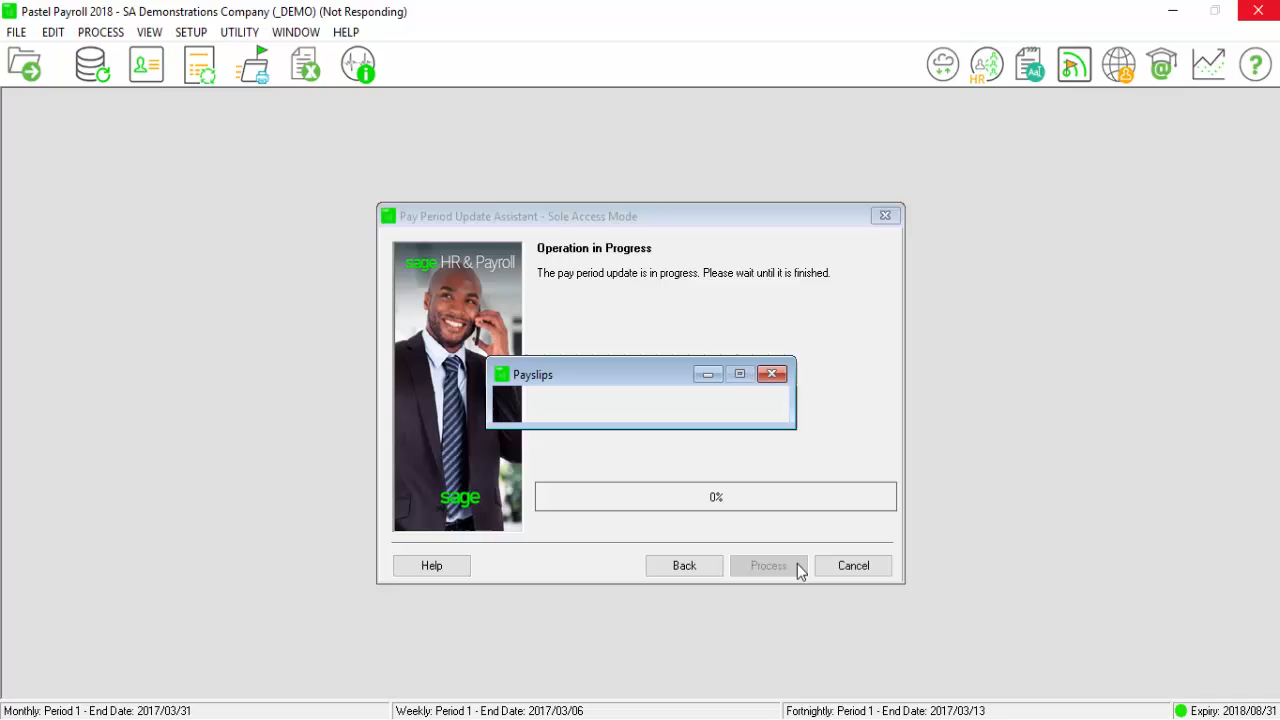 Pastel Payroll 2018 - SA Demonstrations Company (_DEMO) (Not Responding)
FILE EDIT PROCESS VIEW SETUP UTILITY WINDOW HELP
HR
Pay Period Update Assistant - Sole Access Mode
sage HR & Payroll
Operation in Progress
The pay period update is in progress. Please wait until it is finished.
Payslips
sage
0%
Help Back Process Cancel
Monthly: Period 1 - End Date: 2017/03/31 Weekly: Period 1 - End Date: 2017/03/06 Fortnightly: Period 1 - End Date: 2017/03/13 Expiry: 2018/08/31